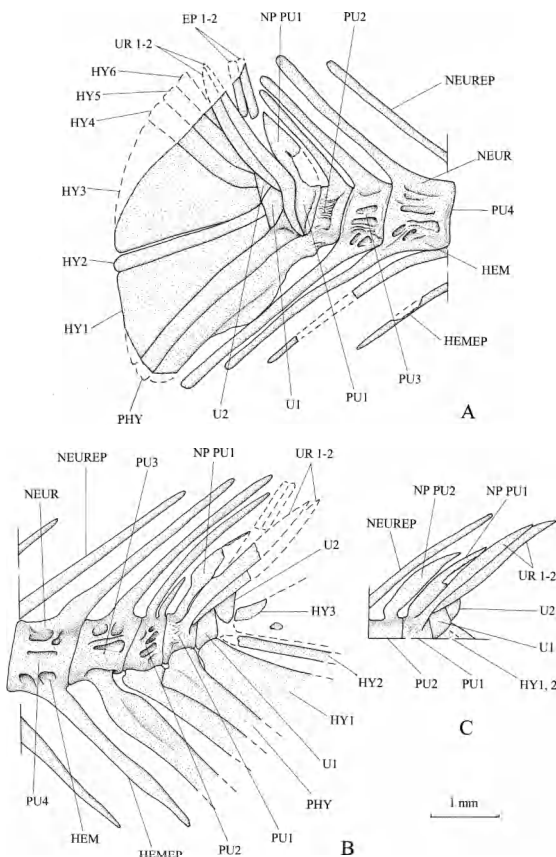 EP 1-2
NP PU1
PU2
UR 1-2
HY6
HY5
HY4
NEUREP
NEUR
HY3
PU4
HY2
HEM
HY1
HEMEP
PHY
U2
U1
PU1
PU3
A
NEUREP
PU3
NP PU1
UR 1-2
NEUR
U2
HY3
HY2
HY1
U1
PHY
PU4
HEM
HEMEP
PU2
PU1
B
NP PU2
NP PU1
NEUREP
UR 1-2
U2
U1
PU2
PU1
HY1, 2
C
1 mm